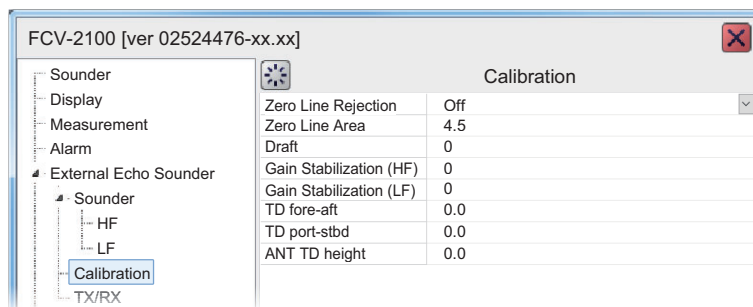 FCV-2100 [ver 02524476-xx.xx]
Sounder
Display
Measurement
Alarm
External Echo Sounder
Sounder
HF
LF
Calibration
TX/RX
Calibration
Zero Line Rejection Off
Zero Line Area 4.5
Draft 0
Gain Stabilization (HF) 0
Gain Stabilization (LF) 0
TD fore-aft 0.0
TD port-stbd 0.0
ANT TD height 0.0